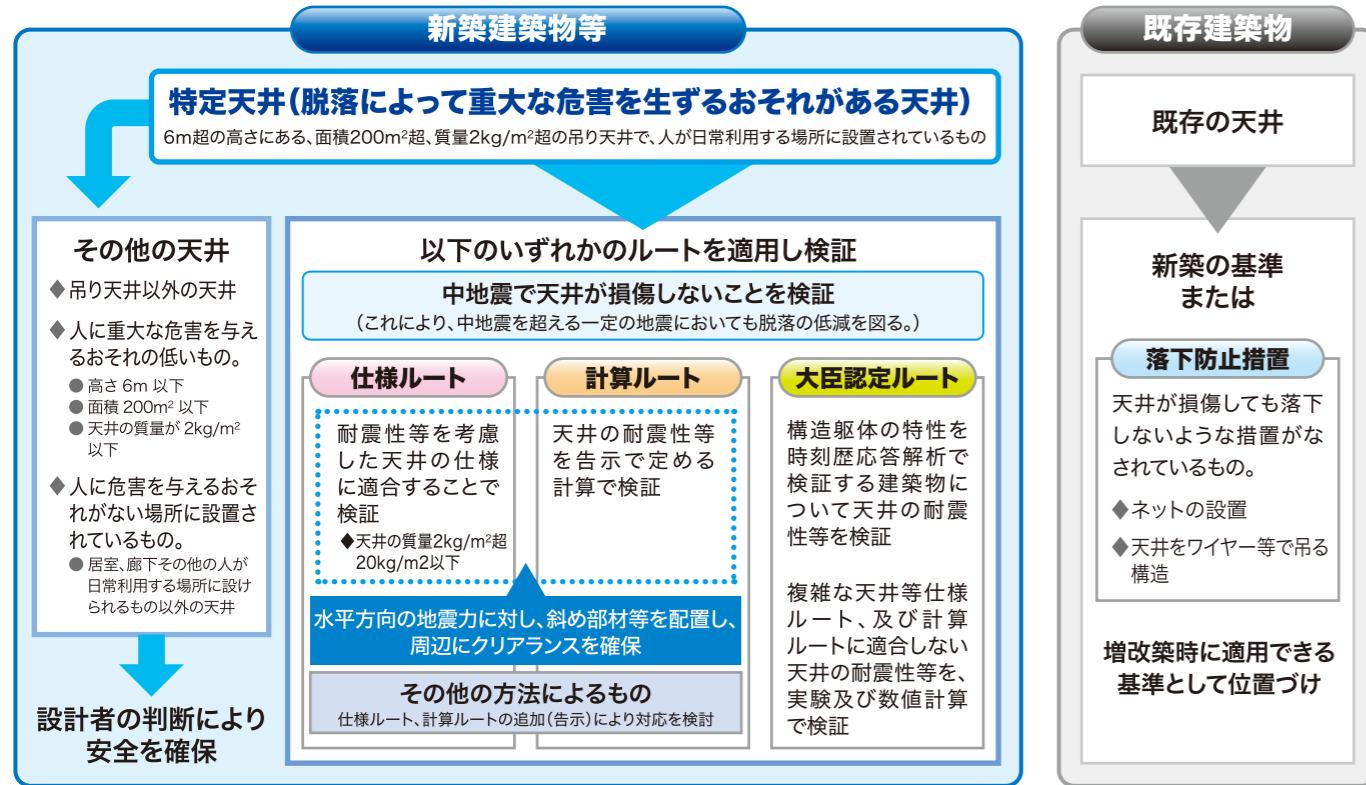 新築建築物等
特定天井(脱落によって重大な危害を生ずるおそれがある天井)
6m超の高さにある、面積200m²超、質量2kg/m²超の吊り天井で、人が日常利用する場所に設置されているもの
その他の天井
◆吊り天井以外の天井
◆人に重大な危害を与え
るおそれの低いもの。
●高さ 6m 以下
●面積 200m² 以下
●天井の質量が 2kg/m²
以下
◆人に危害を与えるおそ
れがない場所に設置さ
れているもの。
●居室、廊下その他の人が
日常利用する場所に設け
られるもの以外の天井
設計者の判断により
安全を確保
以下のいずれかのルートを適用し検証
中地震で天井が損傷しないことを検証
(これにより、中地震を超える一定の地震においても脱落の低減を図る。)
仕様ルート
耐震性等を考慮
した天井の仕様
に適合することで
検証
◆天井の質量2kg/m²超
20kg/m2以下
計算ルート
天井の耐震性等
を告示で定める
計算で検証
水平方向の地震力に対し、斜め部材等を配置し、
周辺にクリアランスを確保
その他の方法によるもの
仕様ルート、計算ルートの追加(告示)により対応を検討
大臣認定ルート
構造躯体の特性を
時刻歴応答解析で
検証する建築物に
ついて天井の耐震
性等を検証
複雑な天井等仕様
ルート、及び計算
ルートに適合しない
天井の耐震性等を、
実験及び数値計算
で検証
既存建築物
既存の天井
新築の基準
または
落下防止措置
天井が損傷しても落下
しないような措置がな
されているもの。
◆ネットの設置
◆天井をワイヤー等で吊る
構造
増改築時に適用できる
基準として位置づけ